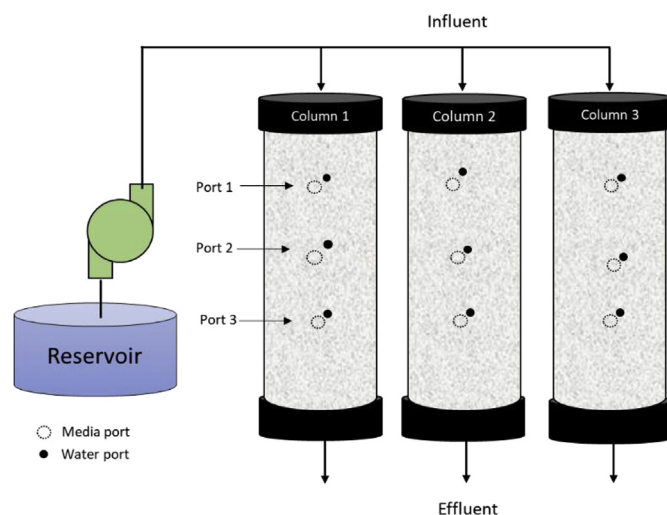 Influent
Column 1
Column 2
Column 3
Port 1
Port 2
Port 3
Reservoir
Media port
Water port
Effluent